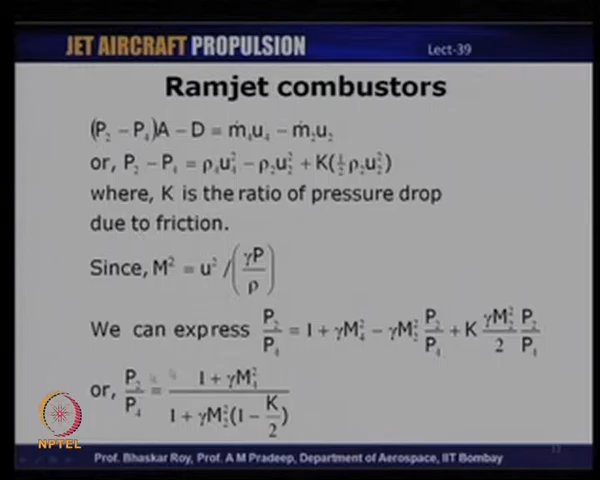 JET AIRCRAFT PROPULSION
Lect-39
Ramjet combustors
(P₂ − P₄)A − D = ṁ₄u₄ − ṁ₂u₂
or, P₂ − P₄ = ρ₄u₄² − ρ₂u₂² + K(½ρ₂u₂²)
where, K is the ratio of pressure drop
due to friction.
Since, M² = u² / (γP/ρ)
We can express P₂/P₄ = 1 + γM₄² − γM₂² P₂/P₄ + K γM₂²/2 P₂/P₄
or, P₂/P₄ = (1 + γM₄²)/(1 + γM₂²(1 − K/2))
NPTEL
Prof. Bhaskar Roy, Prof. A M Pradeep, Department of Aerospace, IIT Bombay